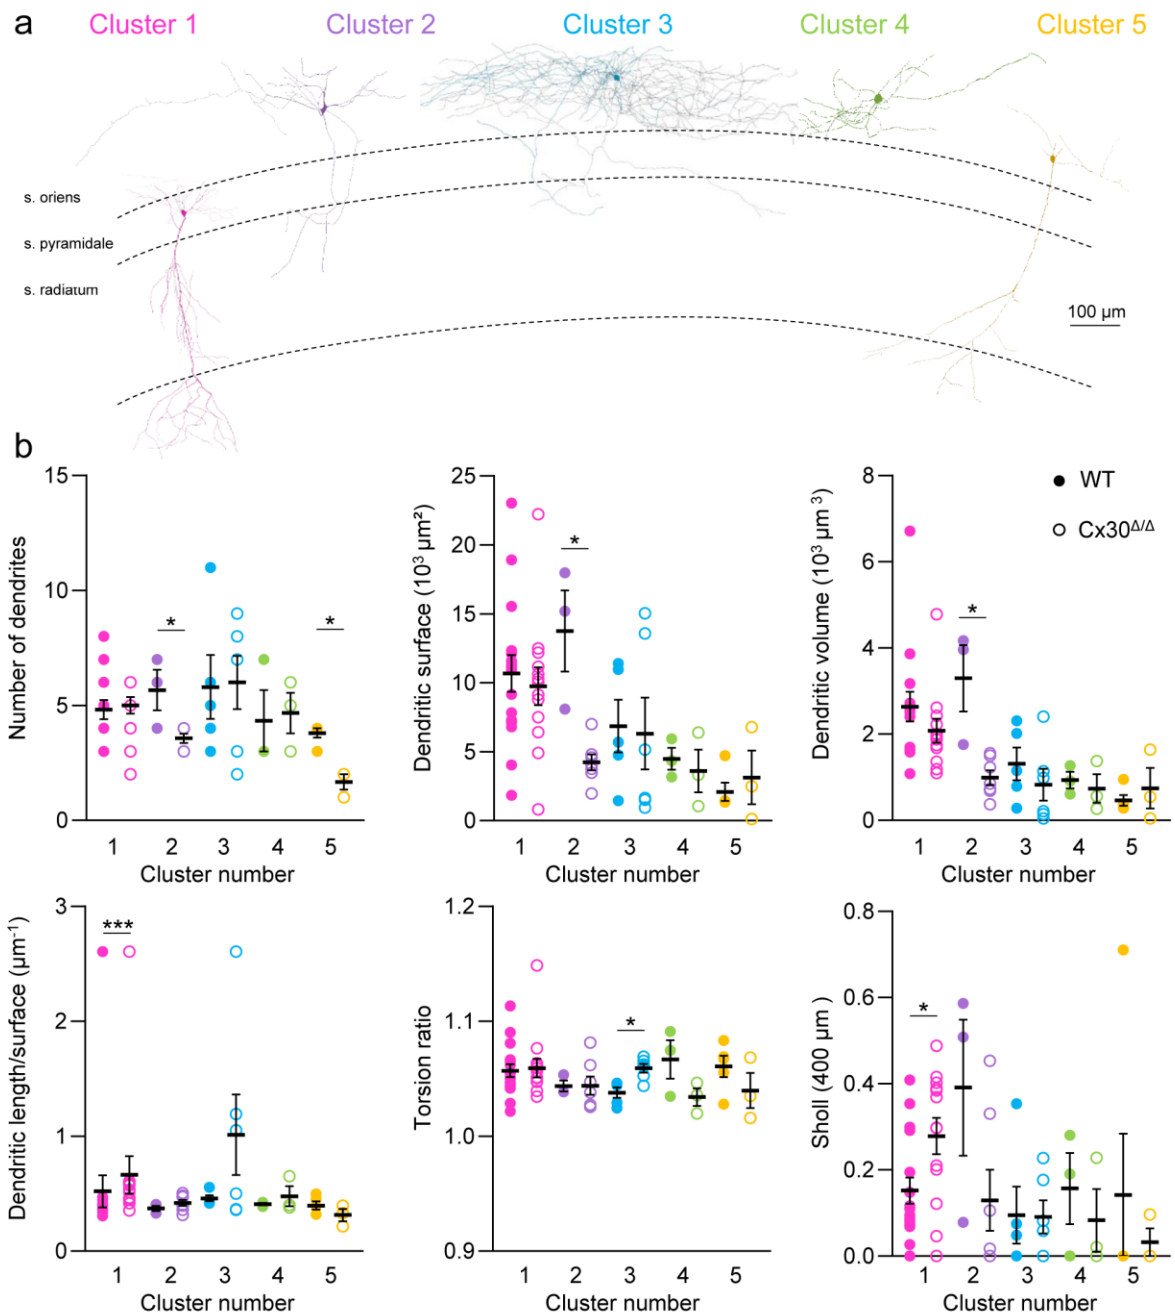 a
Cluster 1 Cluster 2 Cluster 3 Cluster 4 Cluster 5
s. oriens
s. pyramidale
s. radiatum
100 µm
b
Number of dendrites
15
10
5
0
* *
1 2 3 4 5
Cluster number
Dendritic surface (10³ µm²)
25
20
15
10
5
0
*
1 2 3 4 5
Cluster number
Dendritic volume (10³ µm³)
8
6
4
2
0
*
1 2 3 4 5
Cluster number
WT
Cx30Δ/Δ
Dendritic length/surface (µm⁻¹)
3
2
1
0
***
1 2 3 4 5
Cluster number
Torsion ratio
1.2
1.1
1.0
0.9
*
1 2 3 4 5
Cluster number
Sholl (400 µm )
0.8
0.6
0.4
0.2
0.0
*
1 2 3 4 5
Cluster number